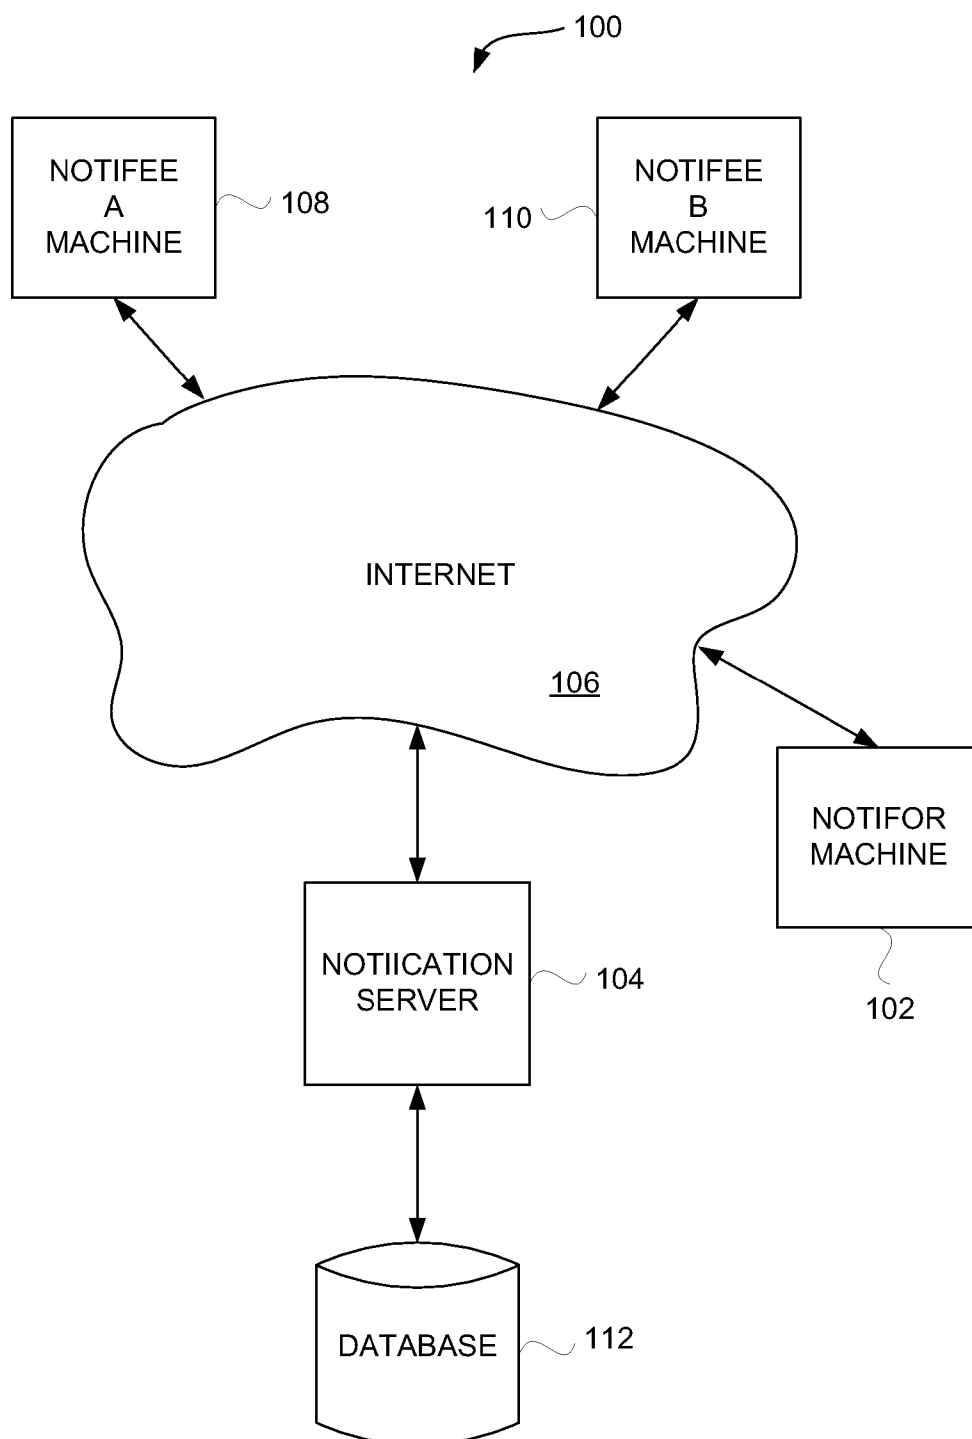 100
NOTIFEE
A
MACHINE
108
NOTIFEE
B
MACHINE
110
INTERNET
106
NOTIFOR
MACHINE
102
NOTIICATION
SERVER
104
DATABASE
112